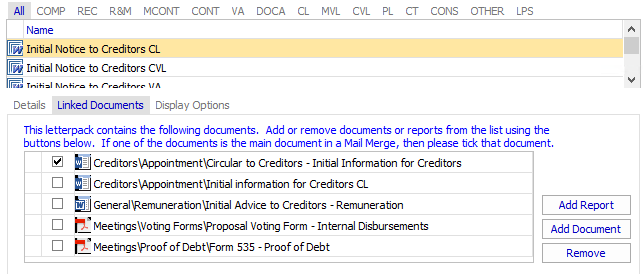 All COMP REC R&M MCONT CONT VA DOCA CL MVL CVL PL CT CONS OTHER LPS
Name
Initial Notice to Creditors CL
Initial Notice to Creditors CVL
Initial Notice to Creditors VA
Details Linked Documents Display Options
This letterpack contains the following documents. Add or remove documents or reports from the list using the
buttons below. If one of the documents is the main document in a Mail Merge, then please tick that document.
Creditors\Appointment\Circular to Creditors - Initial Information for Creditors
Creditors\Appointment\Initial information for Creditors CL
General\Remuneration\Initial Advice to Creditors - Remuneration
Meetings\Voting Forms\Proposal Voting Form - Internal Disbursements
Meetings\Proof of Debt\Form 535 - Proof of Debt
Add Report
Add Document
Remove